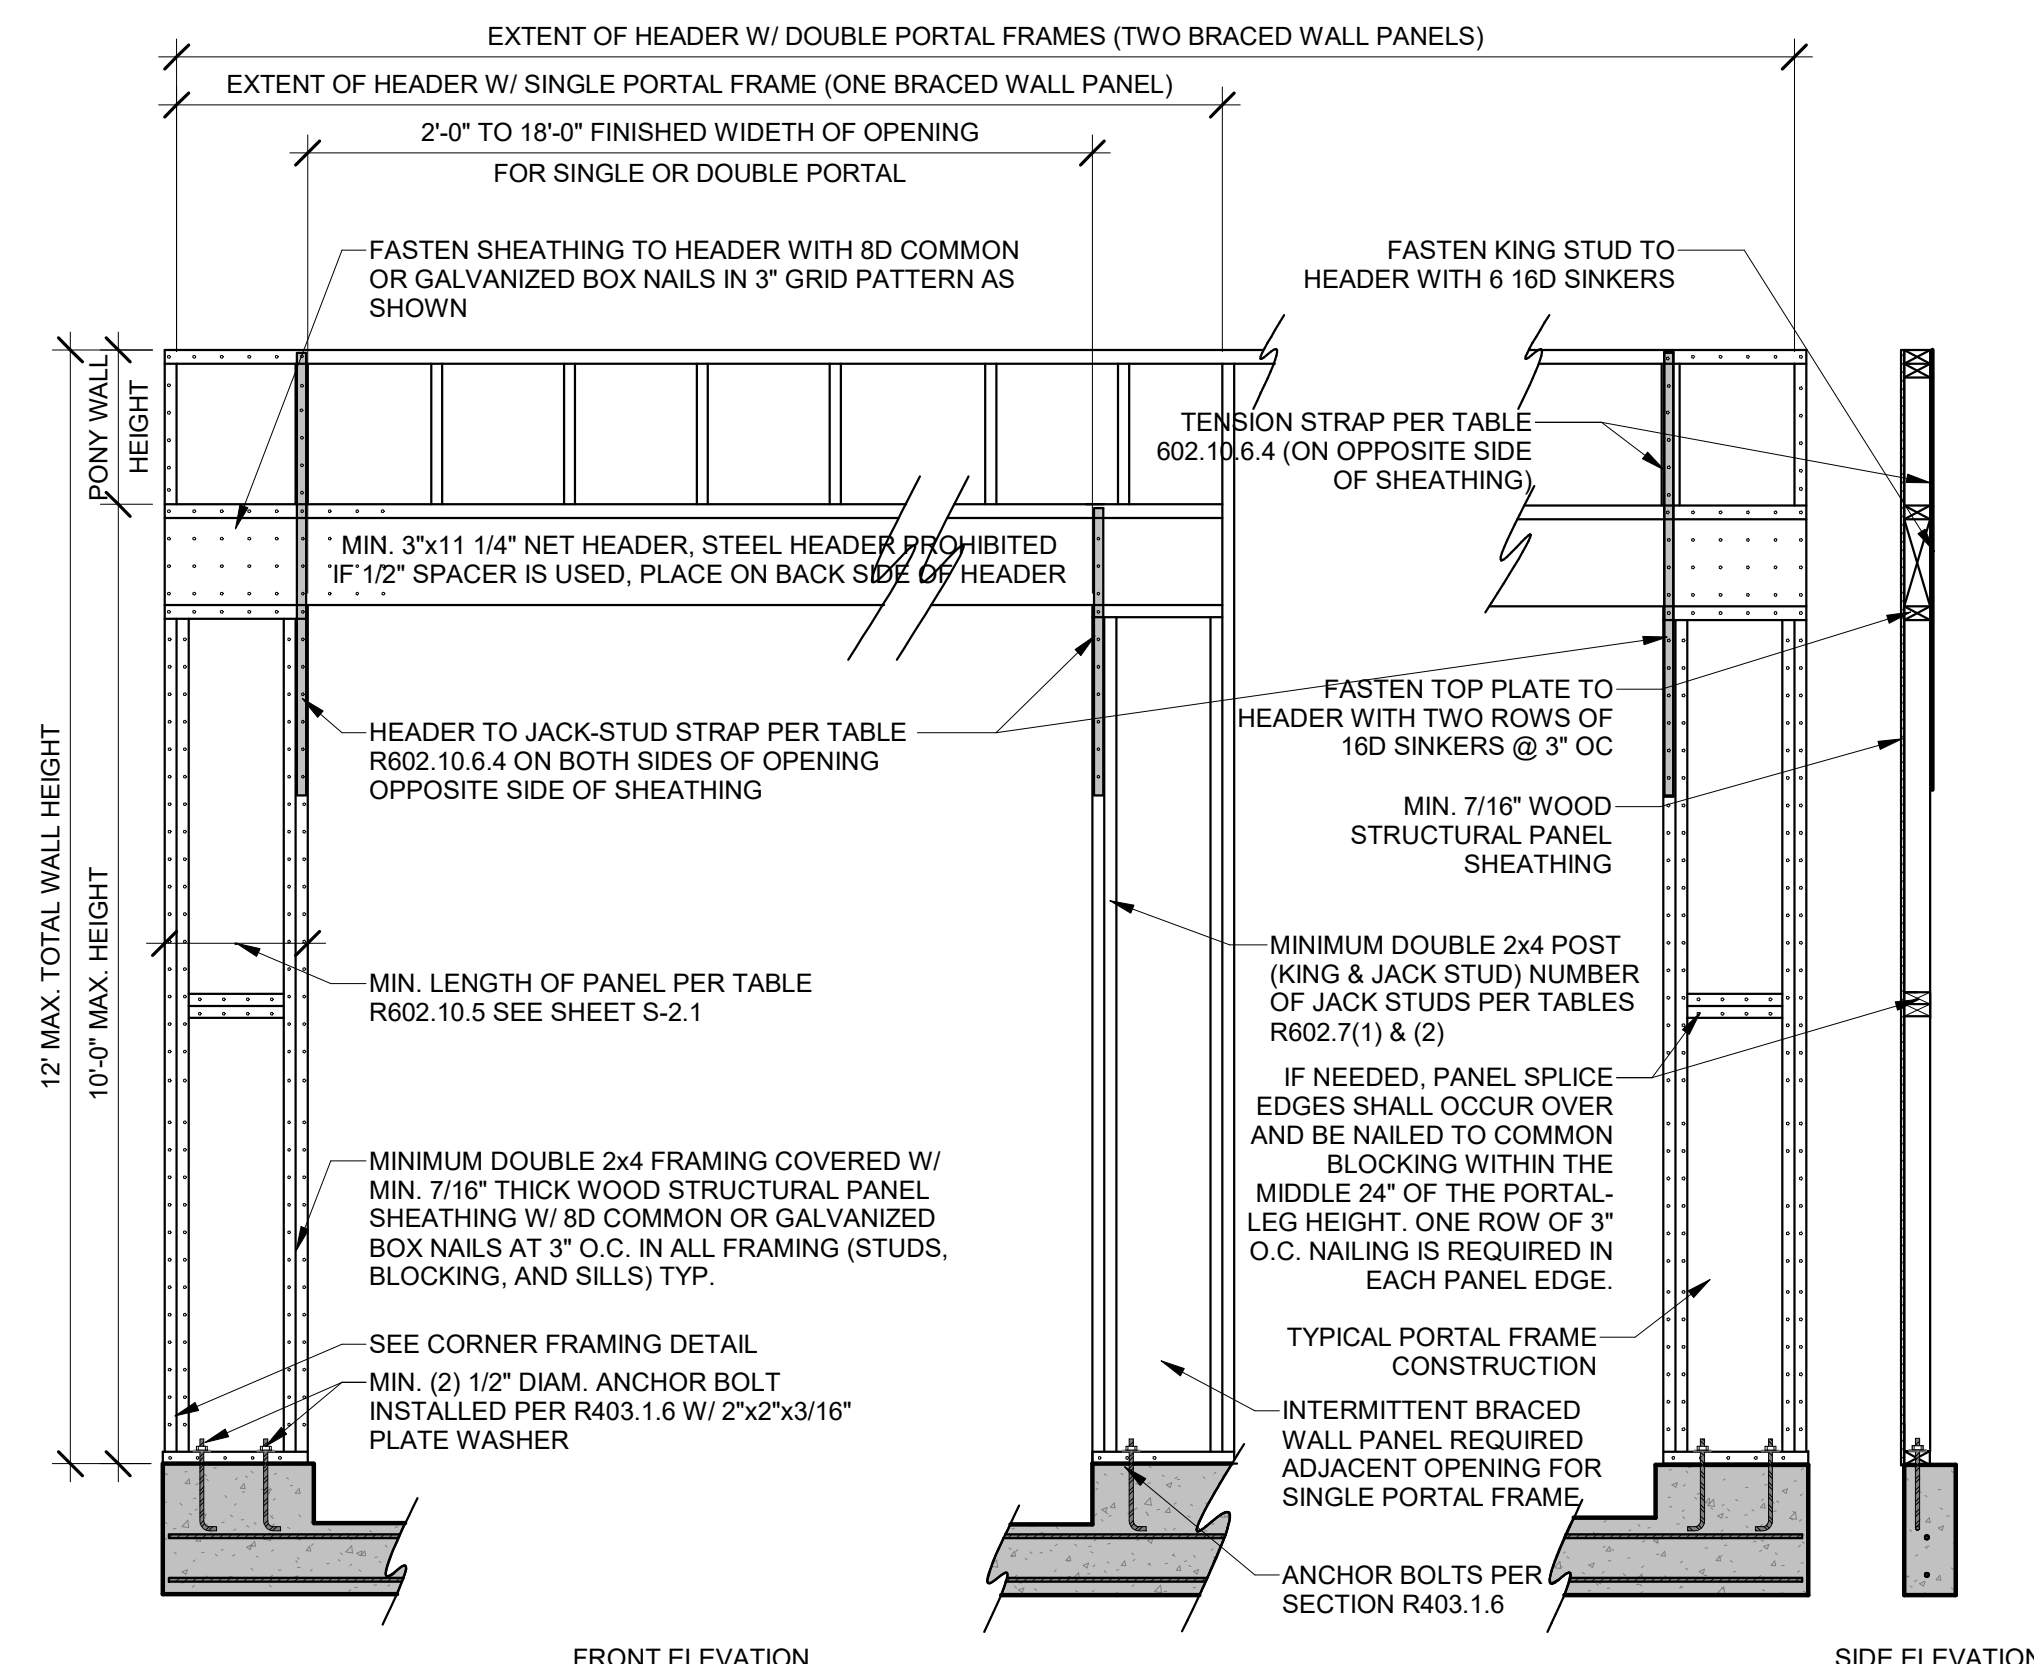 EXTENT OF HEADER W/ DOUBLE PORTAL FRAMES (TWO BRACED WALL PANELS)
EXTENT OF HEADER W/ SINGLE PORTAL FRAME (ONE BRACED WALL PANEL)
2'-0" TO 18'-0" FINISHED WIDETH OF OPENING
FOR SINGLE OR DOUBLE PORTAL
FASTEN SHEATHING TO HEADER WITH 8D COMMON
OR GALVANIZED BOX NAILS IN 3" GRID PATTERN AS
SHOWN
FASTEN KING STUD TO
HEADER WITH 6 16D SINKERS
PONY WALL
HEIGHT
TENSION STRAP PER TABLE
602.10.6.4 (ON OPPOSITE SIDE
OF SHEATHING)
MIN. 3"x11 1/4" NET HEADER, STEEL HEADER PROHIBITED
IF 1/2" SPACER IS USED, PLACE ON BACK SIDE OF HEADER
12' MAX. TOTAL WALL HEIGHT
10'-0" MAX. HEIGHT
HEADER TO JACK-STUD STRAP PER TABLE
R602.10.6.4 ON BOTH SIDES OF OPENING
OPPOSITE SIDE OF SHEATHING
FASTEN TOP PLATE TO
HEADER WITH TWO ROWS OF
16D SINKERS @ 3" OC
MIN. 7/16" WOOD
STRUCTURAL PANEL
SHEATHING
MIN. LENGTH OF PANEL PER TABLE
R602.10.5 SEE SHEET S-2.1
MINIMUM DOUBLE 2x4 POST
(KING & JACK STUD) NUMBER
OF JACK STUDS PER TABLES
R602.7(1) & (2)
IF NEEDED, PANEL SPLICE
EDGES SHALL OCCUR OVER
AND BE NAILED TO COMMON
BLOCKING WITHIN THE
MIDDLE 24" OF THE PORTAL-
LEG HEIGHT. ONE ROW OF 3"
O.C. NAILING IS REQUIRED IN
EACH PANEL EDGE.
MINIMUM DOUBLE 2x4 FRAMING COVERED W/
MIN. 7/16" THICK WOOD STRUCTURAL PANEL
SHEATHING W/ 8D COMMON OR GALVANIZED
BOX NAILS AT 3" O.C. IN ALL FRAMING (STUDS,
BLOCKING, AND SILLS) TYP.
SEE CORNER FRAMING DETAIL
MIN. (2) 1/2" DIAM. ANCHOR BOLT
INSTALLED PER R403.1.6 W/ 2"x2"x3/16"
PLATE WASHER
TYPICAL PORTAL FRAME
CONSTRUCTION
INTERMITTENT BRACED
WALL PANEL REQUIRED
ADJACENT OPENING FOR
SINGLE PORTAL FRAME
ANCHOR BOLTS PER
SECTION R403.1.6
FRONT ELEVATION
SIDE ELEVATION